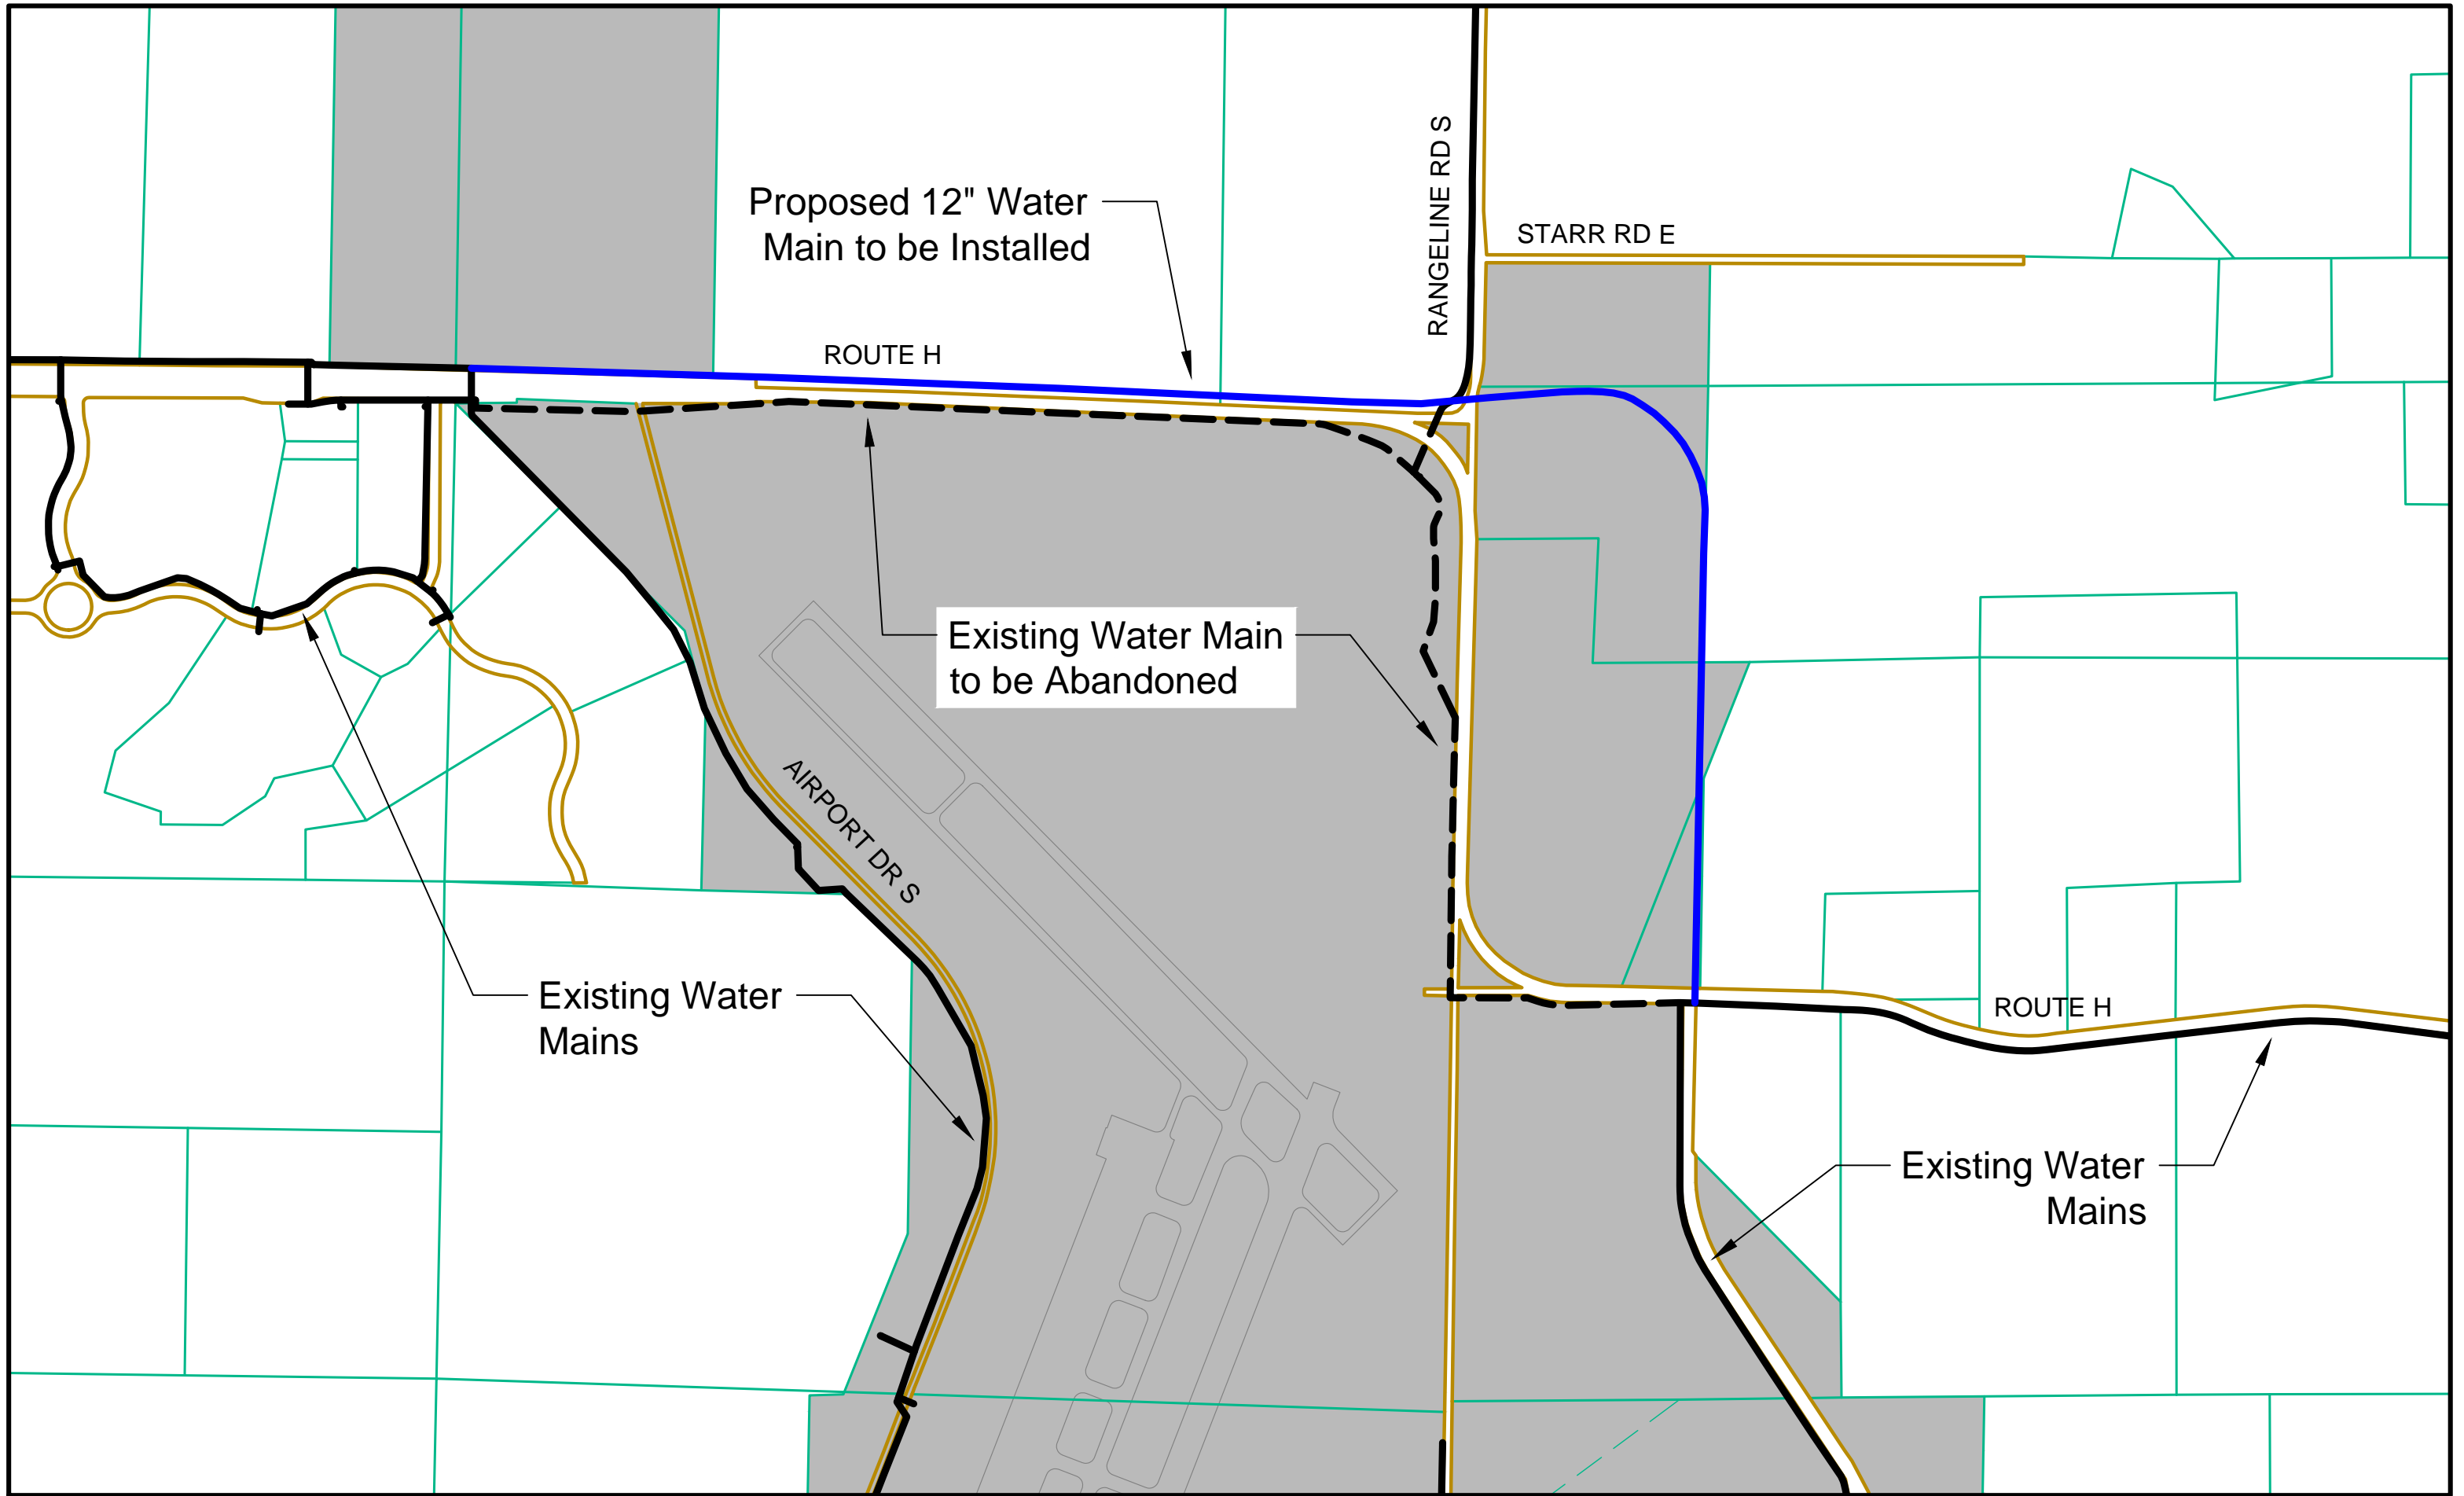 RANGELINE RD S
Proposed 12" Water
Main to be Installed
STARR RD E
ROUTE H
Existing Water Main
to be Abandoned
AIRPORT DR S
Existing Water
Mains
ROUTE H
Existing Water
Mains